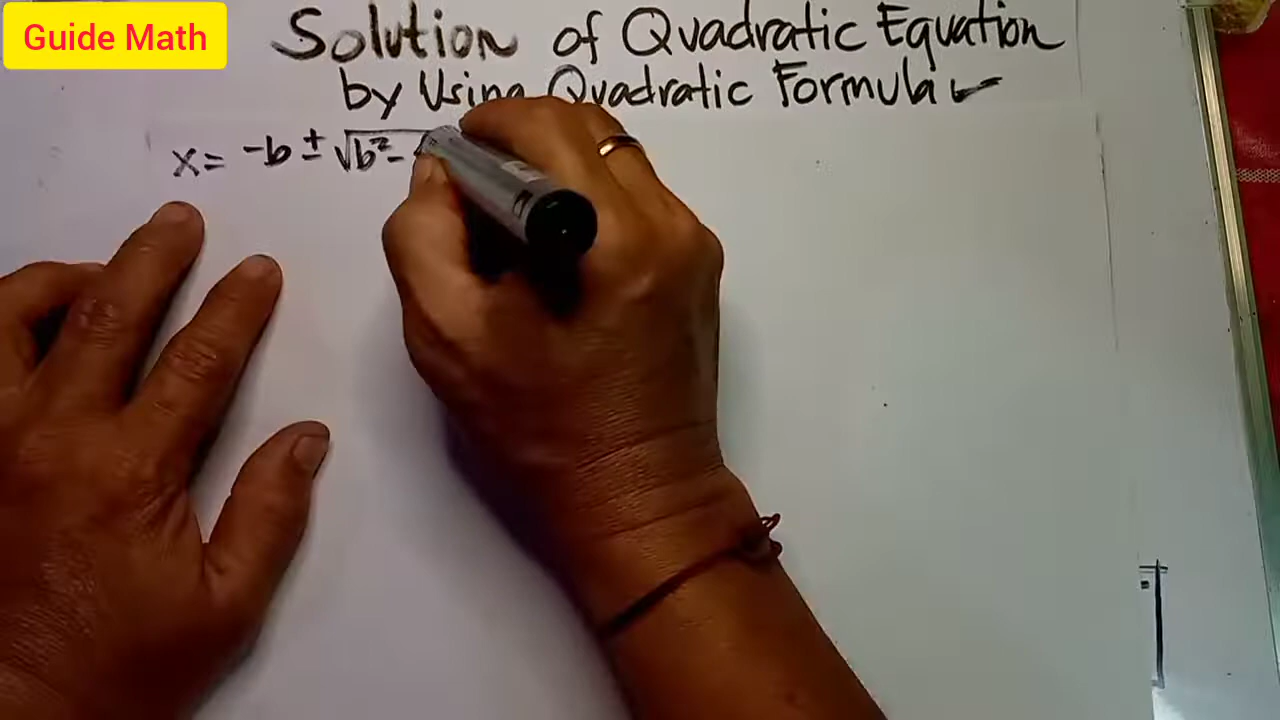 Guide Math
Solution of Quadratic Equation
by Using Quadratic Formula
x = -b ± √b² -